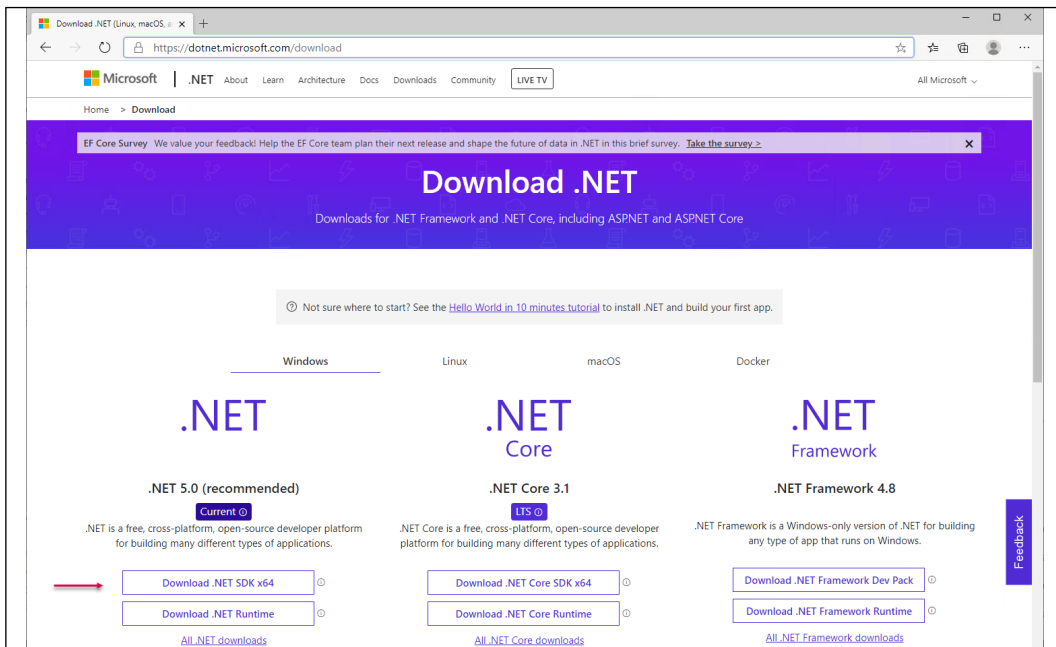 Download .NET (Linux, macOS, a
https://dotnet.microsoft.com/download
Microsoft | .NET About Learn Architecture Docs Downloads Community LIVE TV All Microsoft
Home > Download
EF Core Survey We value your feedback! Help the EF Core team plan their next release and shape the future of data in .NET in this brief survey. Take the survey >
Download .NET
Downloads for .NET Framework and .NET Core, including ASP.NET and ASP.NET Core
Not sure where to start? See the Hello World in 10 minutes tutorial to install .NET and build your first app.
Windows Linux macOS Docker
.NET
.NET 5.0 (recommended)
Current
.NET is a free, cross-platform, open-source developer platform
for building many different types of applications.
Download .NET SDK x64
Download .NET Runtime
All .NET downloads
.NET
Core
.NET Core 3.1
LTS
.NET Core is a free, cross-platform, open-source developer
platform for building many different types of applications.
Download .NET Core SDK x64
Download .NET Core Runtime
All .NET Core downloads
.NET
Framework
.NET Framework 4.8
.NET Framework is a Windows-only version of .NET for building
any type of app that runs on Windows.
Download .NET Framework Dev Pack
Download .NET Framework Runtime
All .NET Framework downloads
Feedback